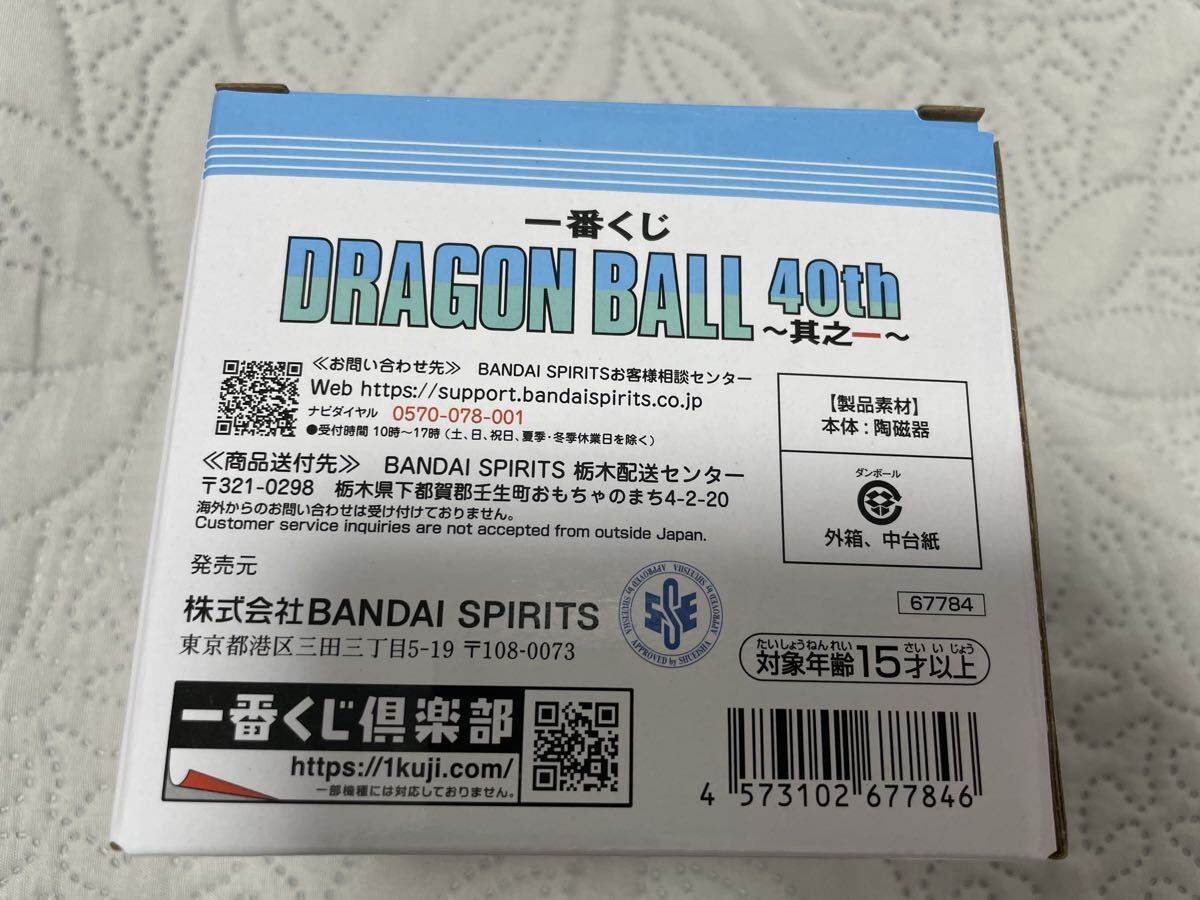 一番くじ
DRAGON BALL 40th
～其之一～
≪お問い合わせ先≫ BANDAI SPIRITSお客様相談センター
Web https://support.bandaispirits.co.jp
ナビダイヤル 0570-078-001
●受付時間 10時～17時(土、日、祝日、夏季・冬季休業日を除く)
≪商品送付先≫ BANDAI SPIRITS 栃木配送センター
〒321-0298 栃木県下都賀郡壬生町おもちゃのまち4-2-20
海外からのお問い合わせは受け付けておりません。
Customer service inquiries are not accepted from outside Japan.
【製品素材】
本体:陶磁器
ダンボール
外箱、中台紙
発売元
株式会社BANDAI SPIRITS
東京都港区三田三丁目5-19 〒108-0073
APPROVED by SHUEISHA APPROVED by SHUEISHA APPROVED by SHUEISHA
SE
67784
たいしょうねんれい さい いじょう
対象年齢15才以上
一番くじ倶楽部
https://1kuji.com/
一部機種には対応しておりません。
4 573102 677846